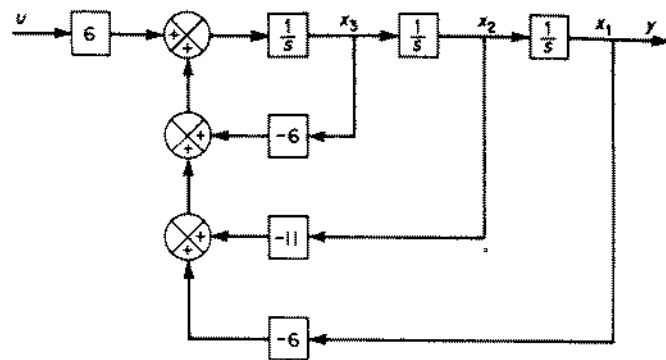 u
6
+
+
1/s
x₃
1/s
x₂
1/s
x₁
y
+
+
-6
+
+
-11
-6